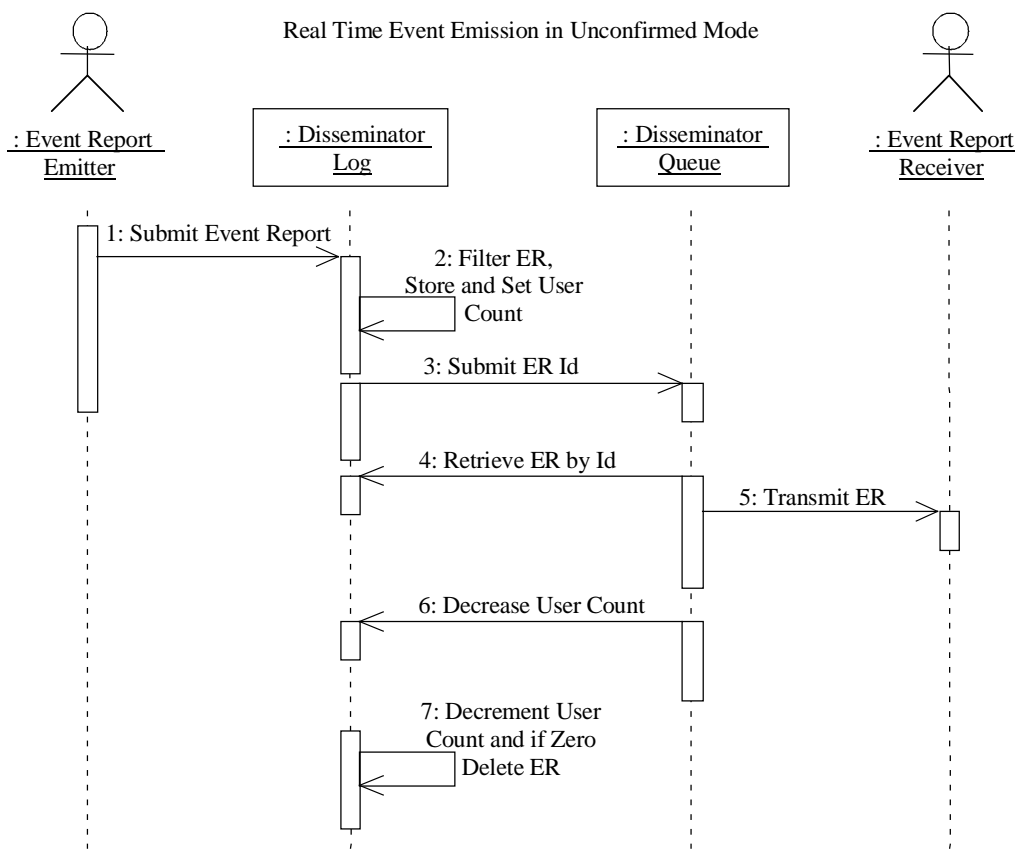 Real Time Event Emission in Unconfirmed Mode
: Event Report
Emitter
: Disseminator
Log
: Disseminator
Queue
: Event Report
Receiver
1: Submit Event Report
2: Filter ER,
Store and Set User
Count
3: Submit ER Id
4: Retrieve ER by Id
5: Transmit ER
6: Decrease User Count
7: Decrement User
Count and if Zero
Delete ER